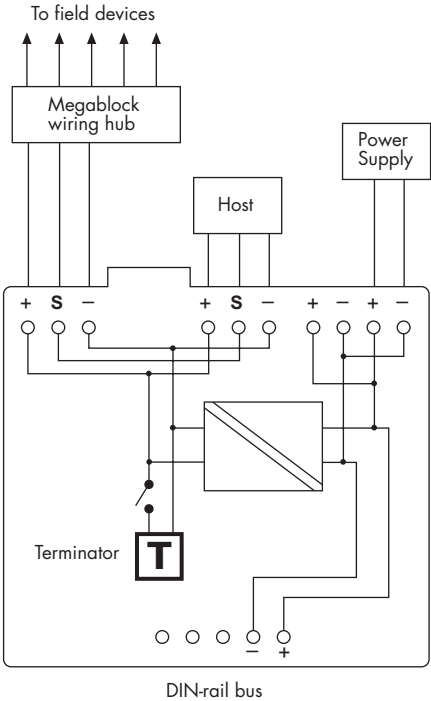 To field devices
Megablock
wiring hub
Power
Supply
Host
+ S − + S − + − + −
Terminator
T
− +
DIN-rail bus